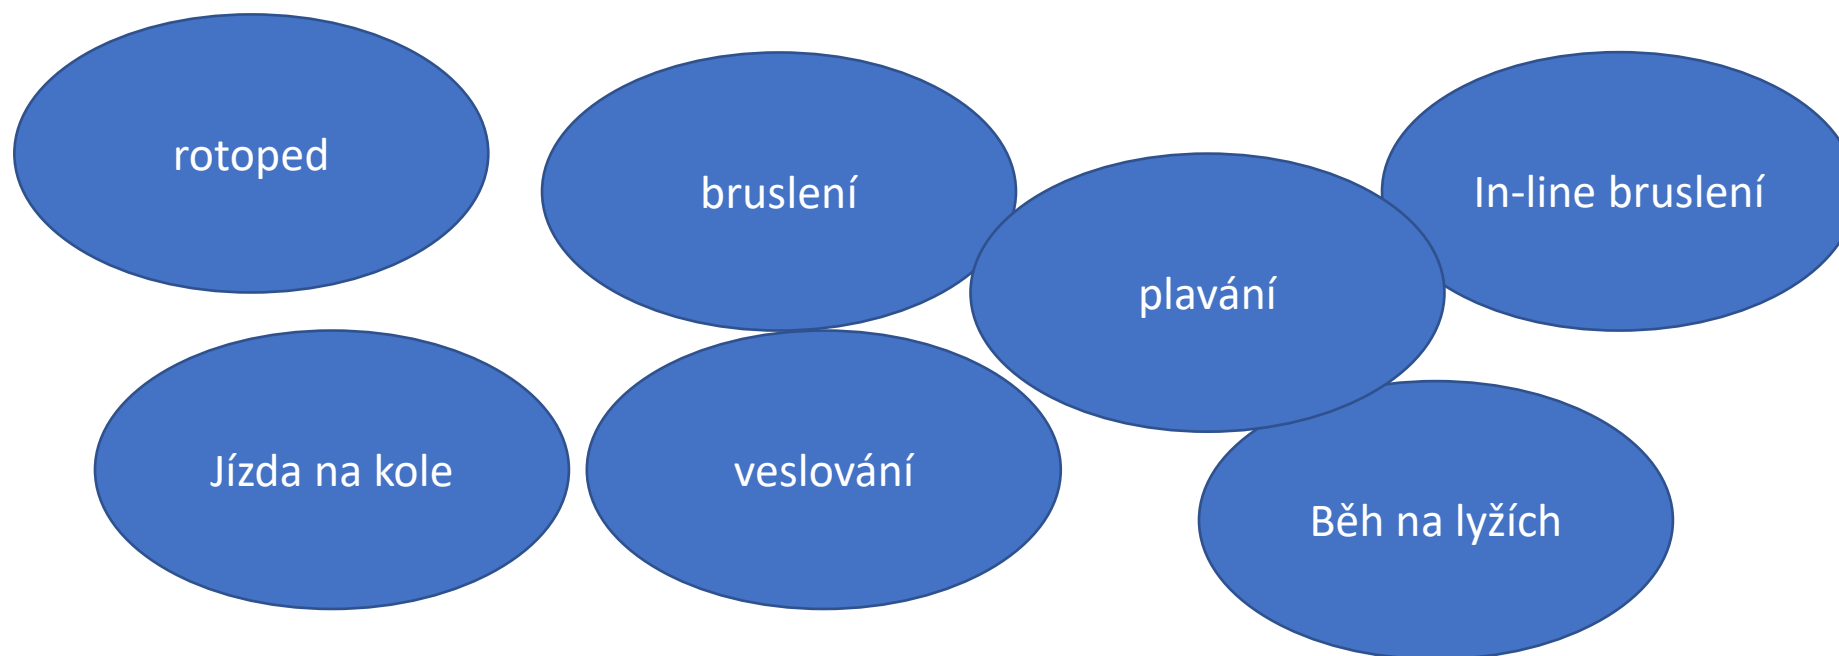 rotoped
bruslení
In-line bruslení
plavání
Jízda na kole
veslování
Běh na lyžích